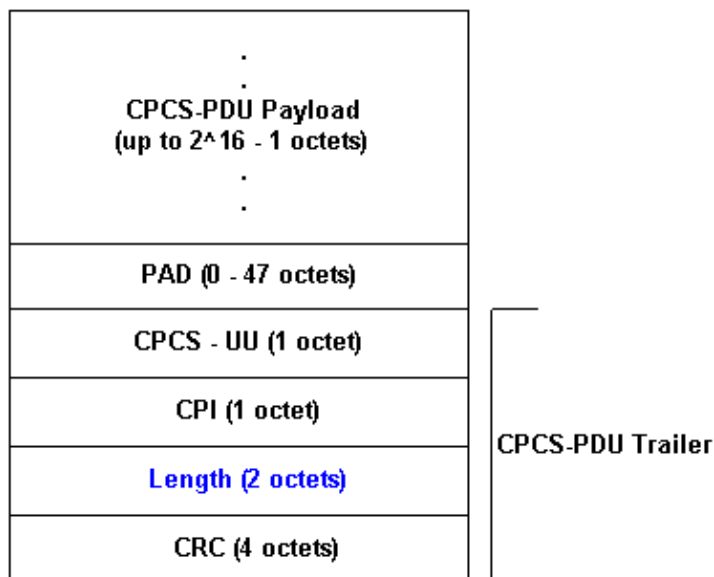 .
.
CPCS-PDU Payload
(up to 2^16 - 1 octets)
.
.
PAD (0 - 47 octets)
CPCS - UU (1 octet)
CPI (1 octet)
CPCS-PDU Trailer
Length (2 octets)
CRC (4 octets)